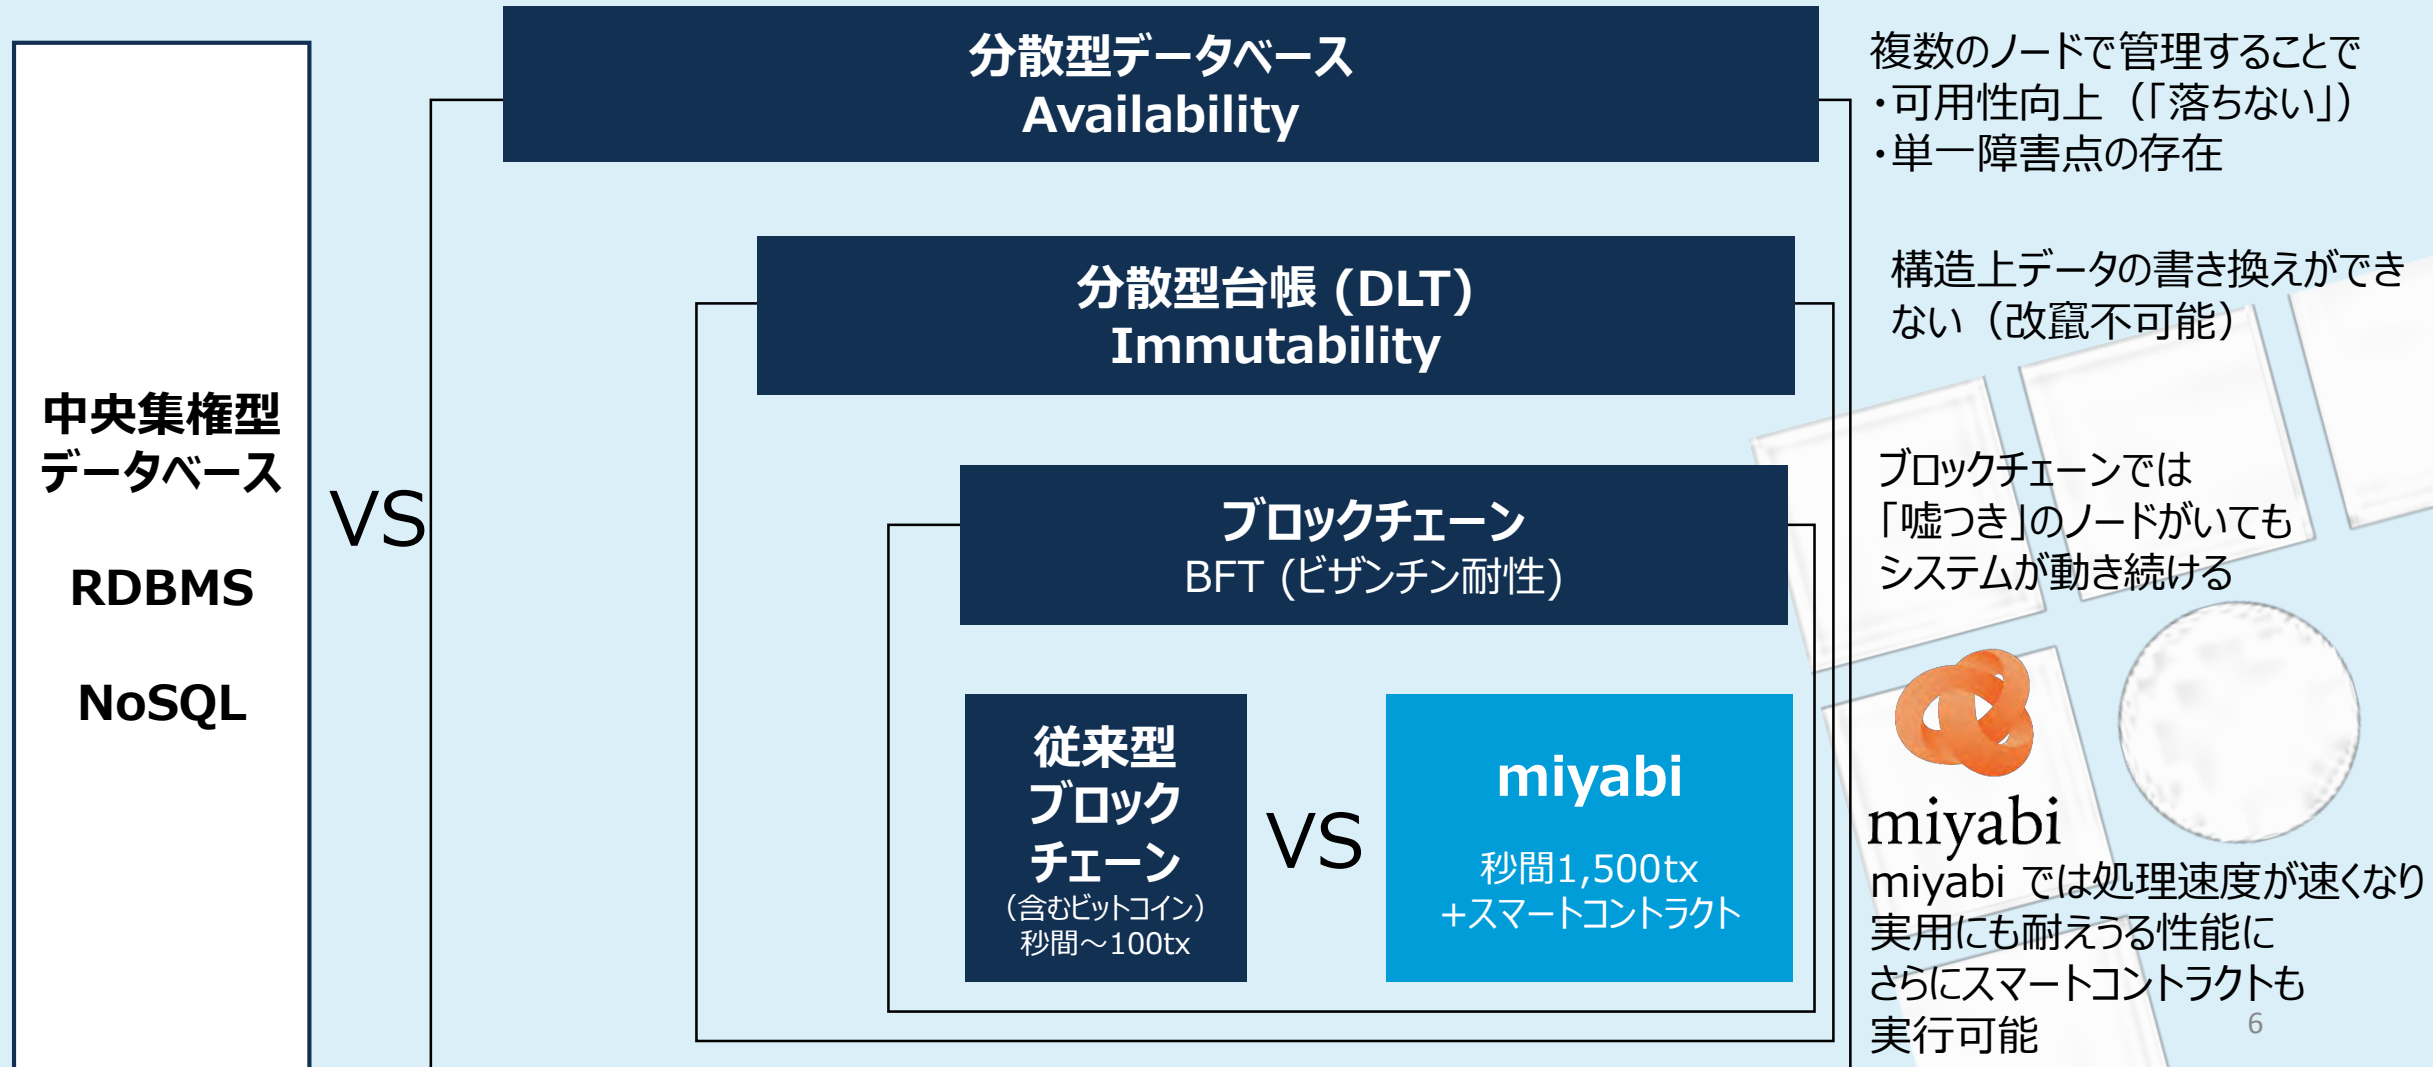 中央集権型
データベース
RDBMS
NoSQL
VS
分散型データベース
Availability
複数のノードで管理することで
・可用性向上（「落ちない」）
・単一障害点の存在
分散型台帳 (DLT)
Immutability
構造上データの書き換えができ
ない（改竄不可能）
ブロックチェーン
BFT (ビザンチン耐性)
ブロックチェーンでは
「嘘つき」のノードがいても
システムが動き続ける
従来型
ブロック
チェーン
（含むビットコイン）
秒間～100tx
VS
miyabi
秒間1,500tx
+スマートコントラクト
miyabi
miyabi では処理速度が速くなり
実用にも耐えうる性能に
さらにスマートコントラクトも
実行可能
6